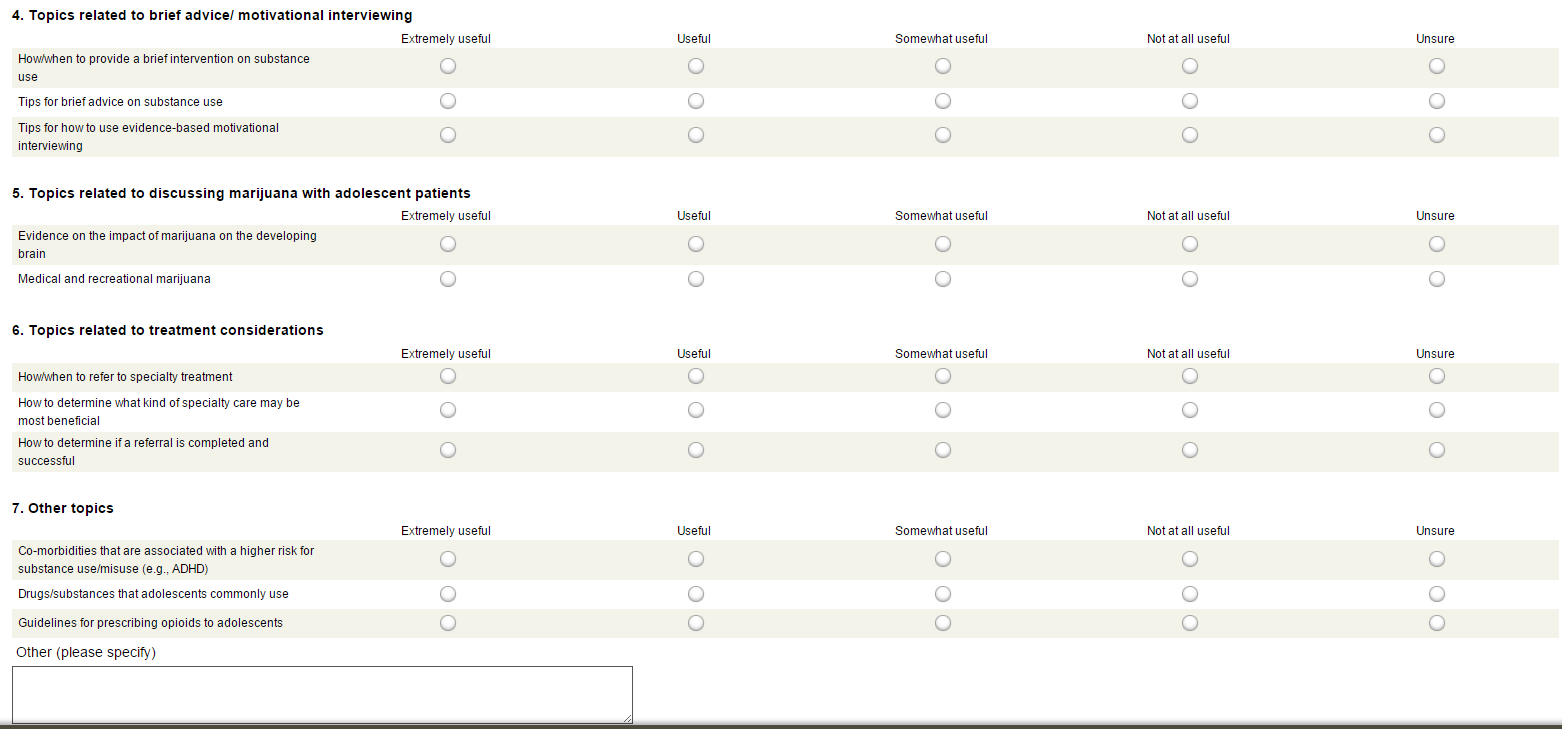 4. Topics related to brief advice/ motivational interviewing
Extremely useful Useful Somewhat useful Not at all useful Unsure
How/when to provide a brief intervention on substance
use
Tips for brief advice on substance use
Tips for how to use evidence-based motivational
interviewing
5. Topics related to discussing marijuana with adolescent patients
Extremely useful Useful Somewhat useful Not at all useful Unsure
Evidence on the impact of marijuana on the developing
brain
Medical and recreational marijuana
6. Topics related to treatment considerations
Extremely useful Useful Somewhat useful Not at all useful Unsure
How/when to refer to specialty treatment
How to determine what kind of specialty care may be
most beneficial
How to determine if a referral is completed and
successful
7. Other topics
Extremely useful Useful Somewhat useful Not at all useful Unsure
Co-morbidities that are associated with a higher risk for
substance use/misuse (e.g., ADHD)
Drugs/substances that adolescents commonly use
Guidelines for prescribing opioids to adolescents
Other (please specify)